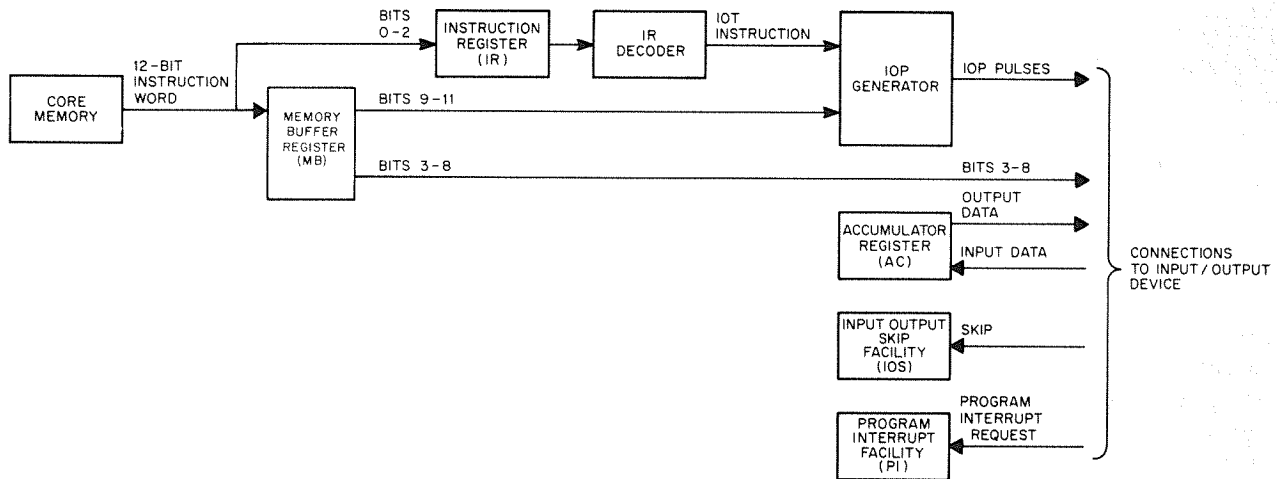 BITS
0-2
INSTRUCTION
REGISTER
(IR)
IR
DECODER
IOT
INSTRUCTION
IOP
GENERATOR
IOP PULSES
12-BIT
INSTRUCTION
WORD
CORE
MEMORY
MEMORY
BUFFER
REGISTER
(MB)
BITS 9-11
BITS 3-8
BITS 3-8
OUTPUT
DATA
ACCUMULATOR
REGISTER
(AC)
INPUT DATA
CONNECTIONS
TO INPUT/OUTPUT
DEVICE
INPUT OUTPUT
SKIP
FACILITY
(IOS)
SKIP
PROGRAM
INTERRUPT
FACILITY
(PI)
PROGRAM
INTERRUPT
REQUEST